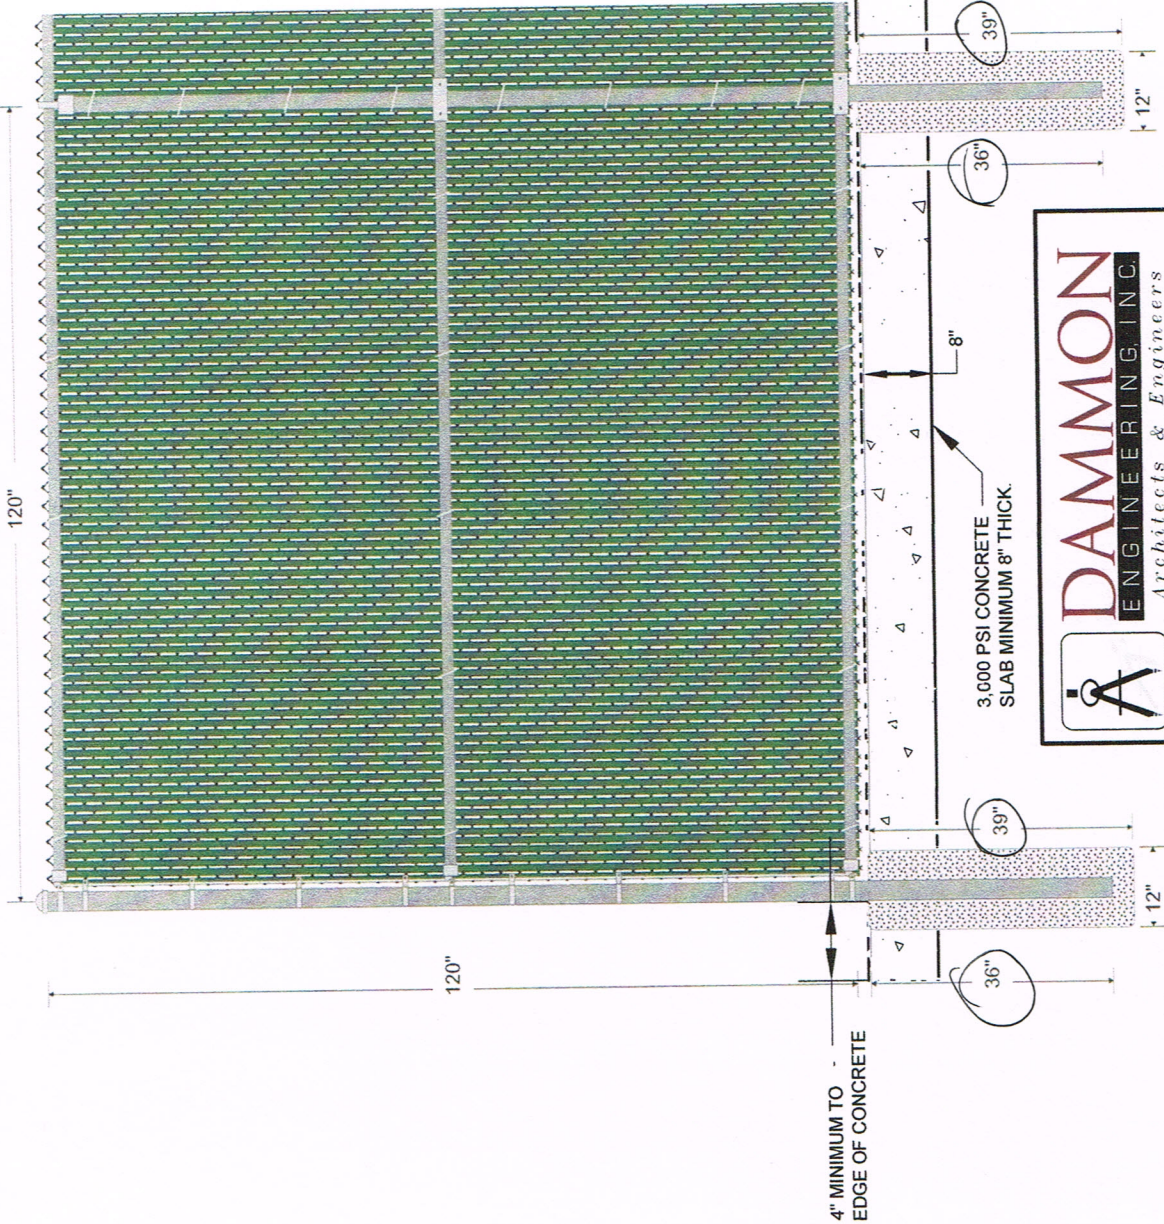 120"
120"
4" MINIMUM TO
EDGE OF CONCRETE
36"
12"
39"
3,000 PSI CONCRETE
SLAB MINIMUM 8" THICK.
8"
36"
12"
39"
DAMMON
ENGINEERING, INC.
Architects & Engineers